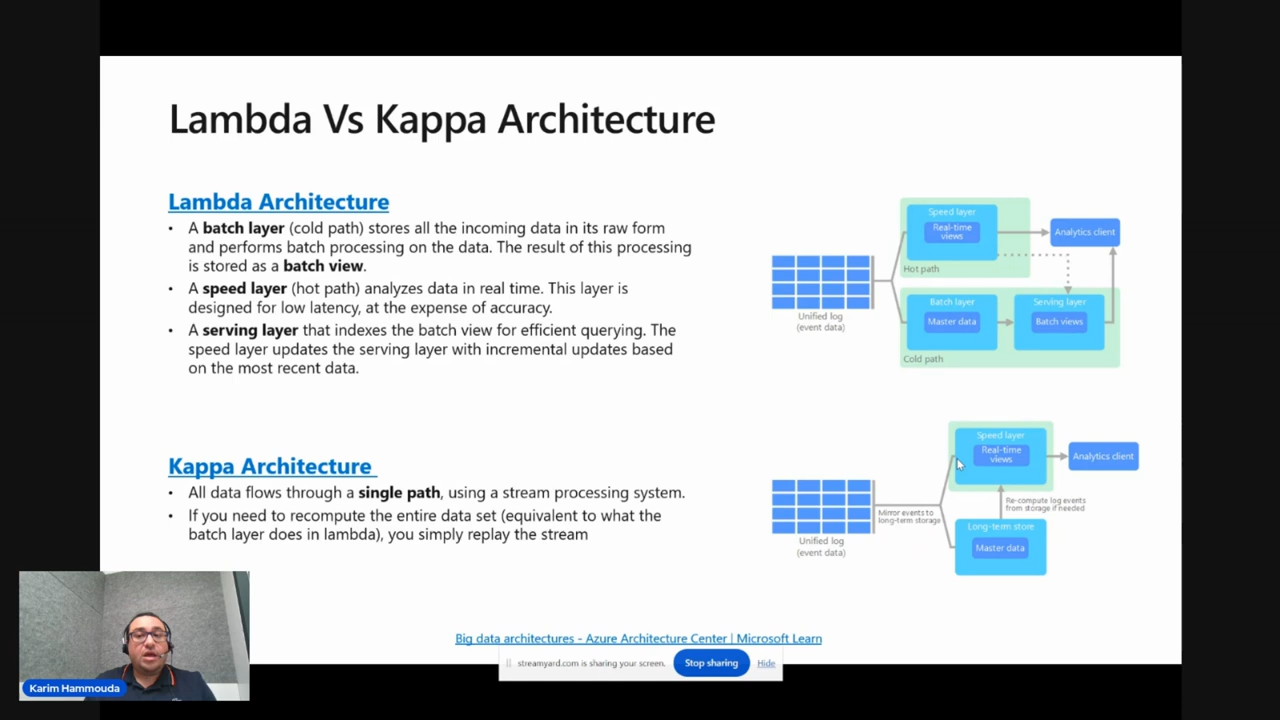 Lambda Vs Kappa Architecture
Lambda Architecture
• A batch layer (cold path) stores all the incoming data in its raw form
and performs batch processing on the data. The result of this processing
is stored as a batch view.
• A speed layer (hot path) analyzes data in real time. This layer is
designed for low latency, at the expense of accuracy.
• A serving layer that indexes the batch view for efficient querying. The
speed layer updates the serving layer with incremental updates based
on the most recent data.
Unified log
(event data)
Speed layer
Real-time
views
Hot path
Analytics client
Batch layer
Master data
Serving layer
Batch views
Cold path
Kappa Architecture
• All data flows through a single path, using a stream processing system.
• If you need to recompute the entire data set (equivalent to what the
batch layer does in lambda), you simply replay the stream
Unified log
(event data)
Mirror events to
long-term storage
Speed layer
Real-time
views
Analytics client
Re-compute log events
from storage if needed
Long-term store
Master data
Big data architectures - Azure Architecture Center | Microsoft Learn
streamyard.com is sharing your screen.
Stop sharing
Hide
Karim Hammouda